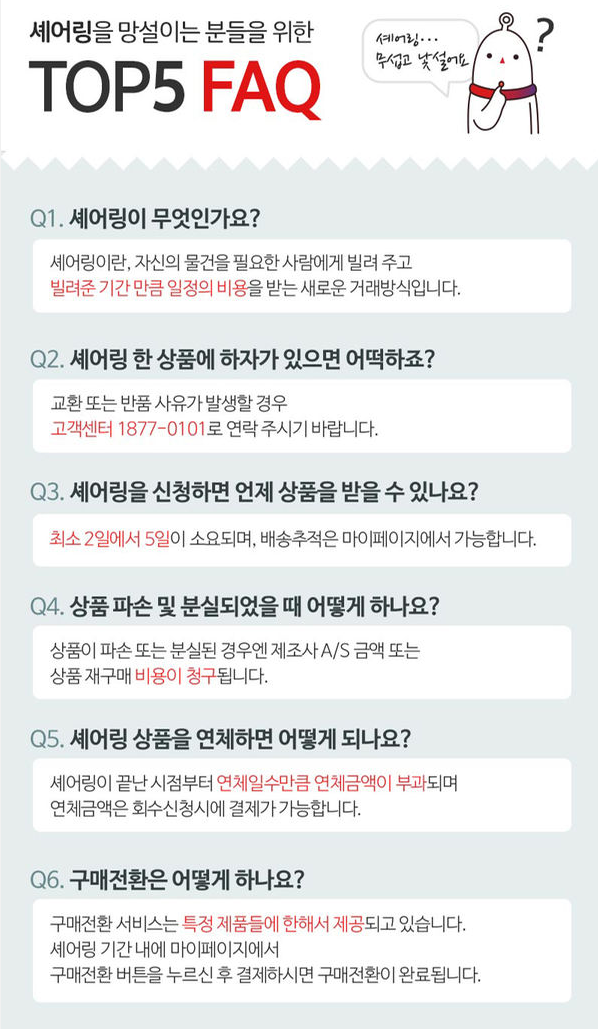 셰어링을 망설이는 분들을 위한
TOP5 FAQ
셰어링...
무섭고 낯설어요
?
Q1. 셰어링이 무엇인가요?
셰어링이란, 자신의 물건을 필요한 사람에게 빌려 주고
빌려준 기간 만큼 일정의 비용을 받는 새로운 거래방식입니다.
Q2. 셰어링 한 상품에 하자가 있으면 어떡하죠?
교환 또는 반품 사유가 발생할 경우
고객센터 1877-0101로 연락 주시기 바랍니다.
Q3. 셰어링을 신청하면 언제 상품을 받을 수 있나요?
최소 2일에서 5일이 소요되며, 배송추적은 마이페이지에서 가능합니다.
Q4. 상품 파손 및 분실되었을 때 어떻게 하나요?
상품이 파손 또는 분실된 경우엔 제조사 A/S 금액 또는
상품 재구매 비용이 청구됩니다.
Q5. 셰어링 상품을 연체하면 어떻게 되나요?
셰어링이 끝난 시점부터 연체일수만큼 연체금액이 부과되며
연체금액은 회수신청시에 결제가 가능합니다.
Q6. 구매전환은 어떻게 하나요?
구매전환 서비스는 특정 제품들에 한해서 제공되고 있습니다.
셰어링 기간 내에 마이페이지에서
구매전환 버튼을 누르신 후 결제하시면 구매전환이 완료됩니다.